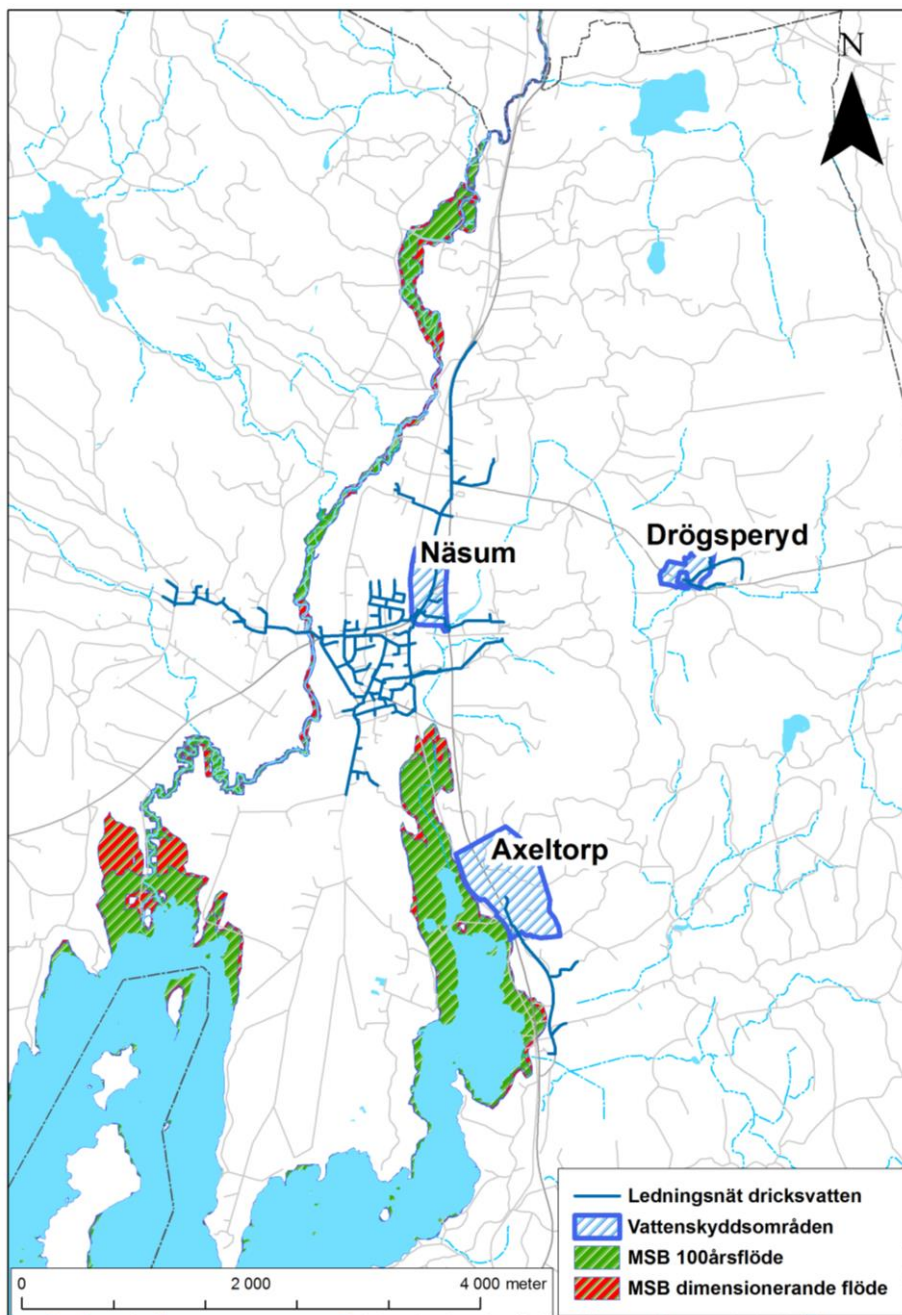 N
Näsum
Drögsperyd
Axeltorp
Ledningsnät dricksvatten
Vattenskyddsområden
MSB 100årsflöde
MSB dimensionerande flöde
0 2 000 4 000 meter